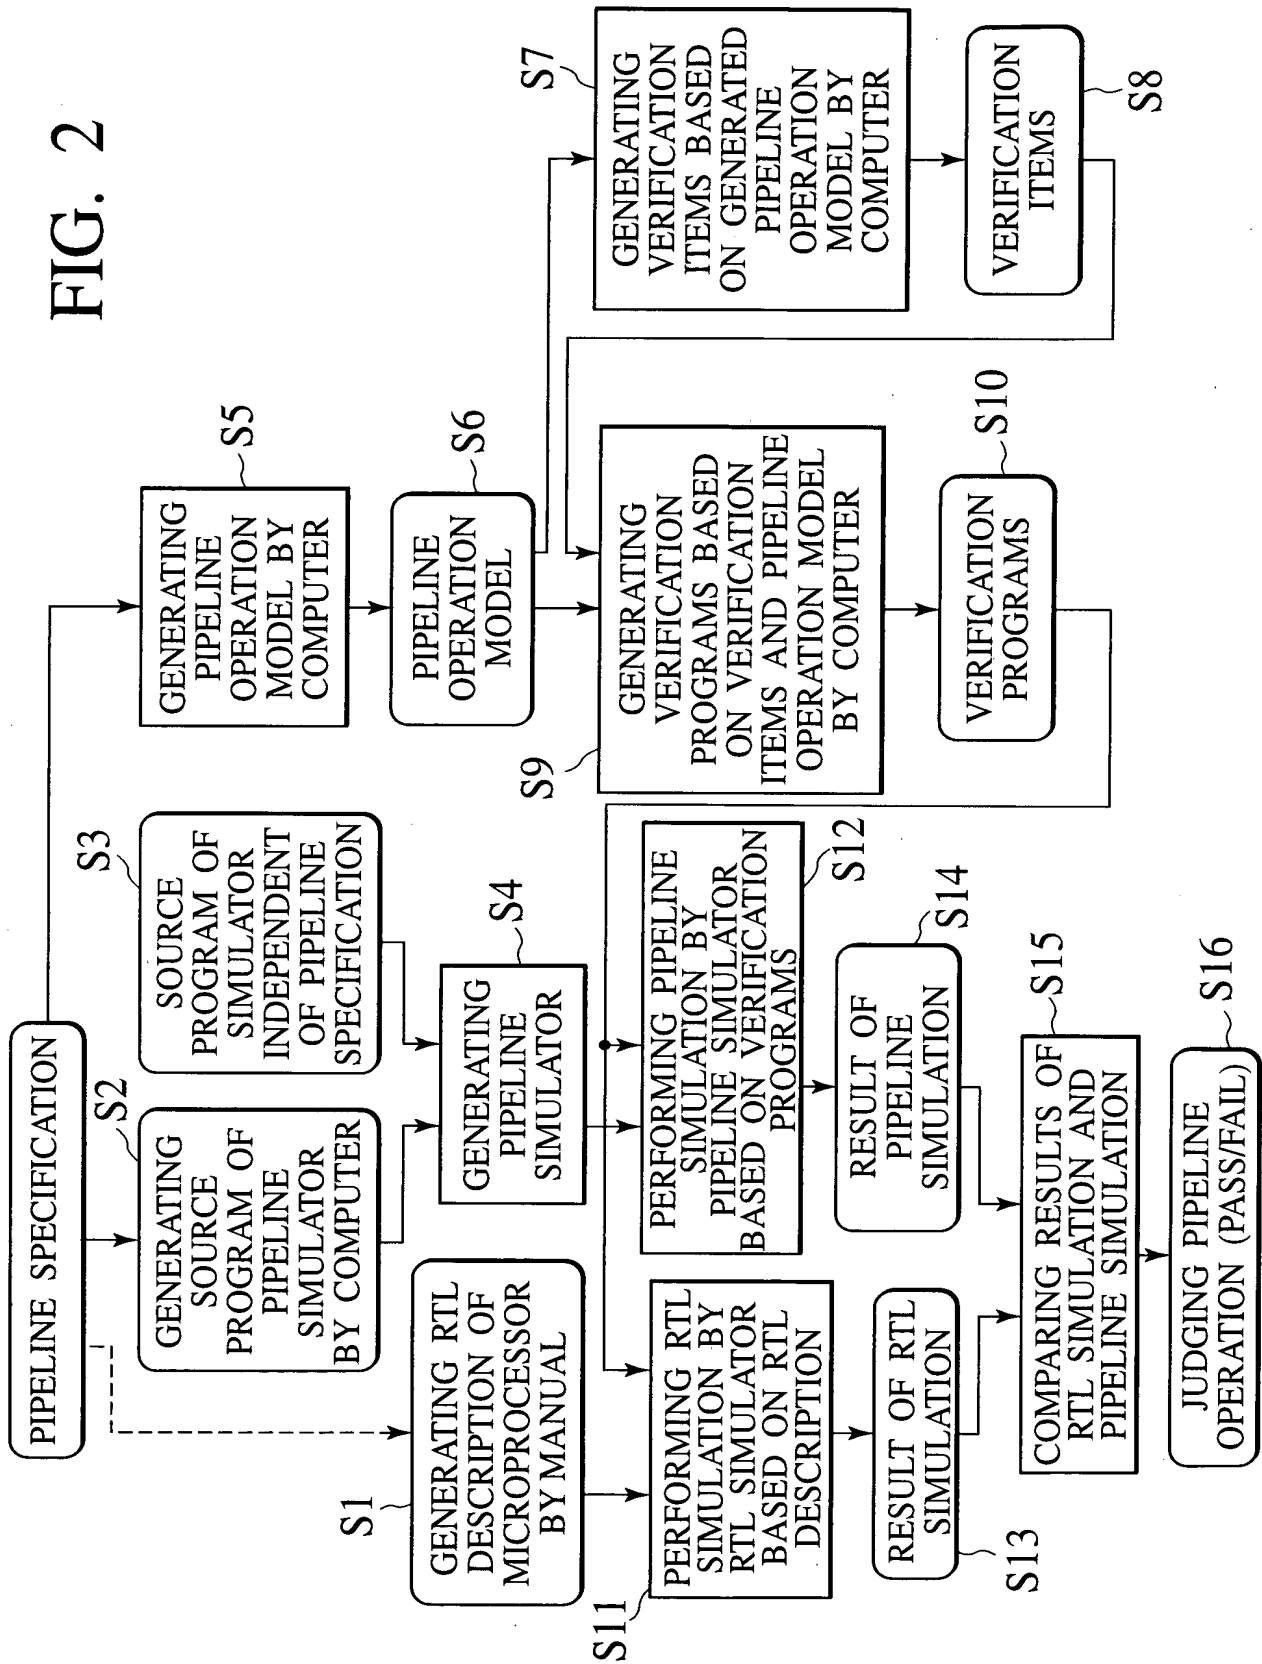 FIG. 2
PIPELINE SPECIFICATION
S1
GENERATING RTL
DESCRIPTION OF
MICROPROCESSOR
BY MANUAL
S2
GENERATING
SOURCE
PROGRAM OF
PIPELINE
SIMULATOR
BY COMPUTER
S3
SOURCE
PROGRAM OF
SIMULATOR
INDEPENDENT
OF PIPELINE
SPECIFICATION
S4
GENERATING
PIPELINE
SIMULATOR
S5
GENERATING
PIPELINE
OPERATION
MODEL BY
COMPUTER
S6
PIPELINE
OPERATION
MODEL
S7
GENERATING
VERIFICATION
ITEMS BASED
ON GENERATED
PIPELINE
OPERATION
MODEL BY
COMPUTER
S8
VERIFICATION
ITEMS
S9
GENERATING
VERIFICATION
PROGRAMS BASED
ON VERIFICATION
ITEMS AND PIPELINE
OPERATION MODEL
BY COMPUTER
S10
VERIFICATION
PROGRAMS
S11
PERFORMING RTL
SIMULATION BY
RTL SIMULATOR
BASED ON RTL
DESCRIPTION
S12
PERFORMING PIPELINE
SIMULATION BY
PIPELINE SIMULATOR
BASED ON VERIFICATION
PROGRAMS
S13
RESULT OF RTL
SIMULATION
S14
RESULT OF
PIPELINE
SIMULATION
S15
COMPARING RESULTS OF
RTL SIMULATION AND
PIPELINE SIMULATION
S16
JUDGING PIPELINE
OPERATION (PASS/FAIL)